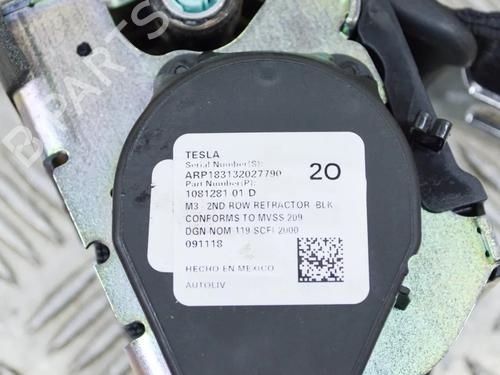 TESLA
Serial Number(S):
ARP183132027790
20
Part Number(P):
1081281-01-D
M3 - 2ND ROW RETRACTOR -BLK
CONFORMS TO MVSS 209
DGN-NOM-119-SCFI-2000
091118
HECHO EN MEXICO
AUTOLIV
B-PARTS